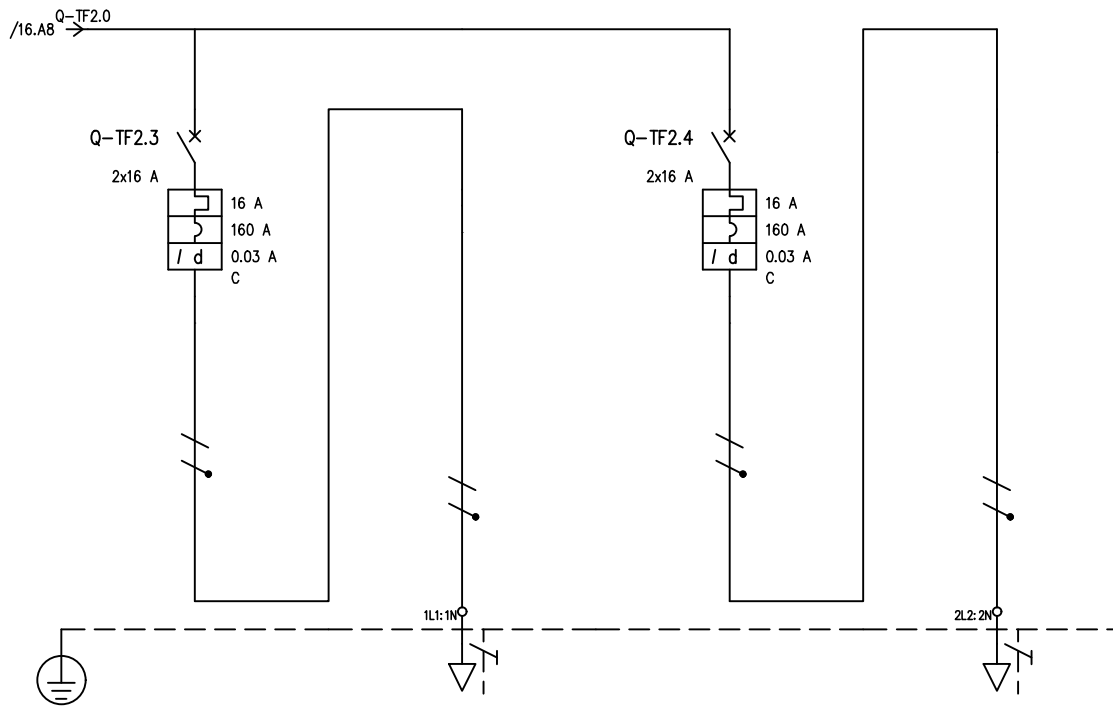 Q-TF2.0
/16.A8
Q-TF2.3
2x16 A
16 A
160 A
I d 0.03 A
C
Q-TF2.4
2x16 A
16 A
160 A
I d 0.03 A
C
1L1:1N
2L2:2N